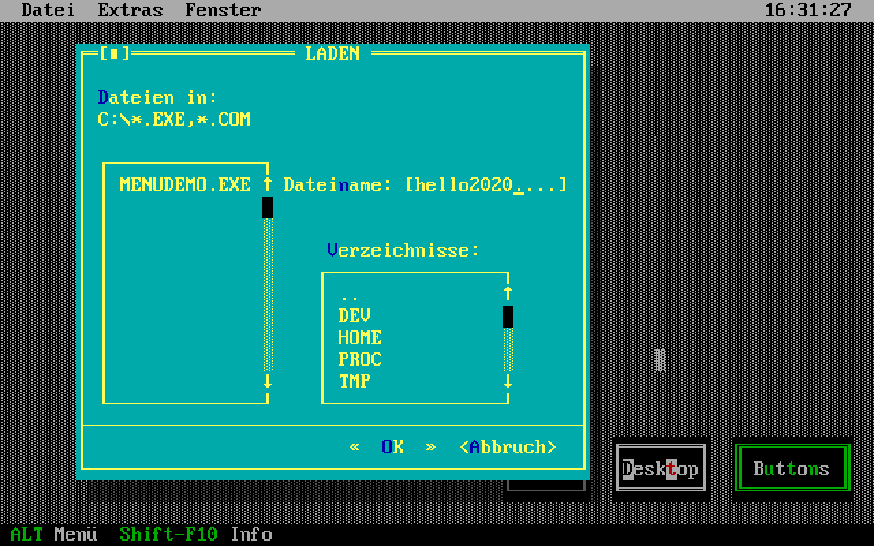 Datei Extras Fenster 16:31:27
[■] LADEN
Dateien in:
C:\*.EXE,*.COM
MENUDEMO.EXE ↑ Dateiname: [hello2020_...]
Verzeichnisse:
.. ↑
DEV
HOME
PROC
TMP ↓
↓
« OK » <Abbruch>
Desktop Buttons
ALT Menü Shift-F10 Info